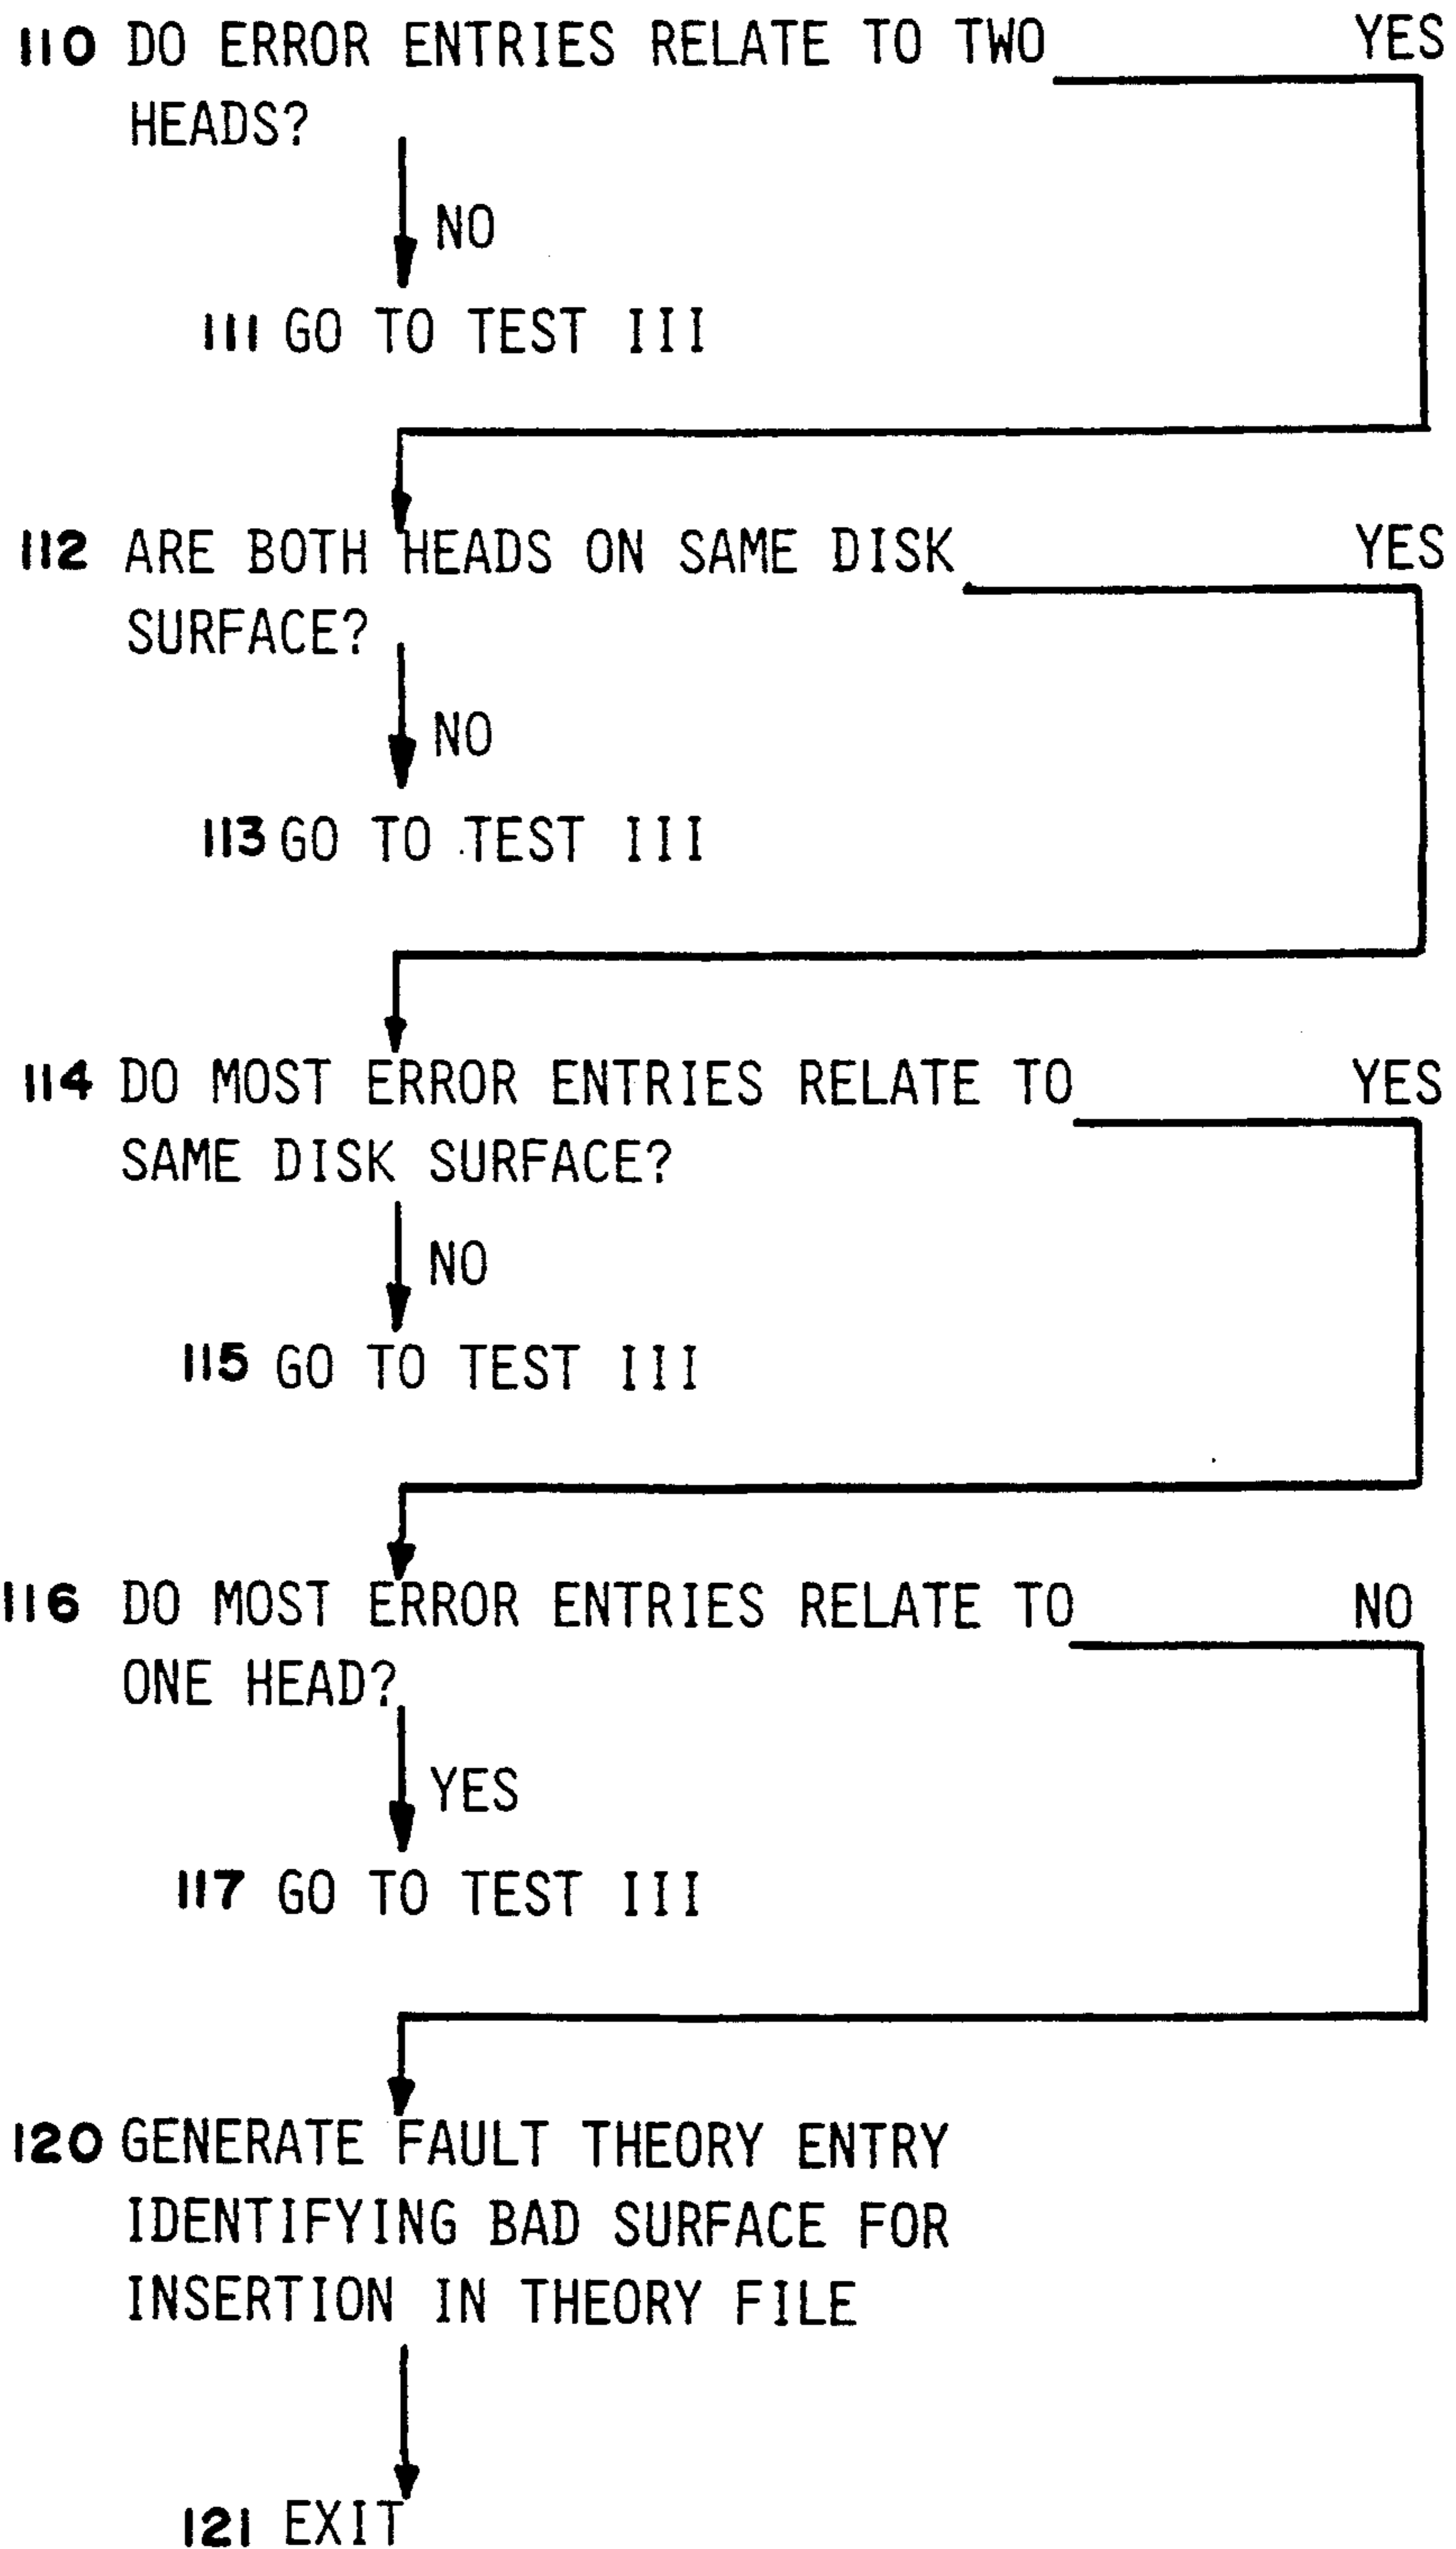 110 DO ERROR ENTRIES RELATE TO TWO YES
HEADS?
NO
111 GO TO TEST III
112 ARE BOTH HEADS ON SAME DISK YES
SURFACE?
NO
113 GO TO TEST III
114 DO MOST ERROR ENTRIES RELATE TO YES
SAME DISK SURFACE?
NO
115 GO TO TEST III
116 DO MOST ERROR ENTRIES RELATE TO NO
ONE HEAD?
YES
117 GO TO TEST III
120 GENERATE FAULT THEORY ENTRY
IDENTIFYING BAD SURFACE FOR
INSERTION IN THEORY FILE
121 EXIT